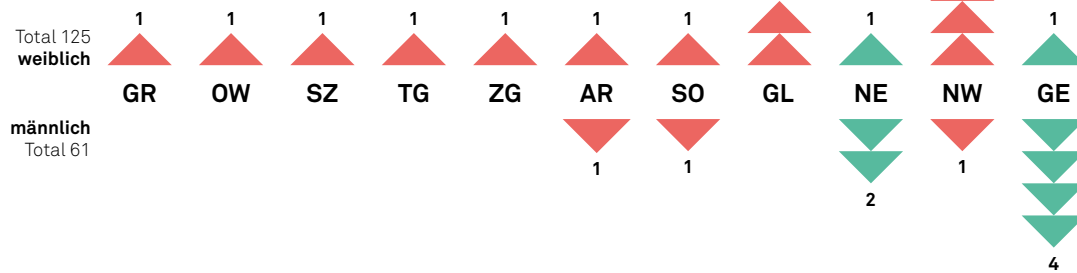 1 1 1 1 1 1 1 1 1
Total 125
weiblich
GR OW SZ TG ZG AR SO GL NE NW GE
männlich
Total 61
1 1 1
2
4